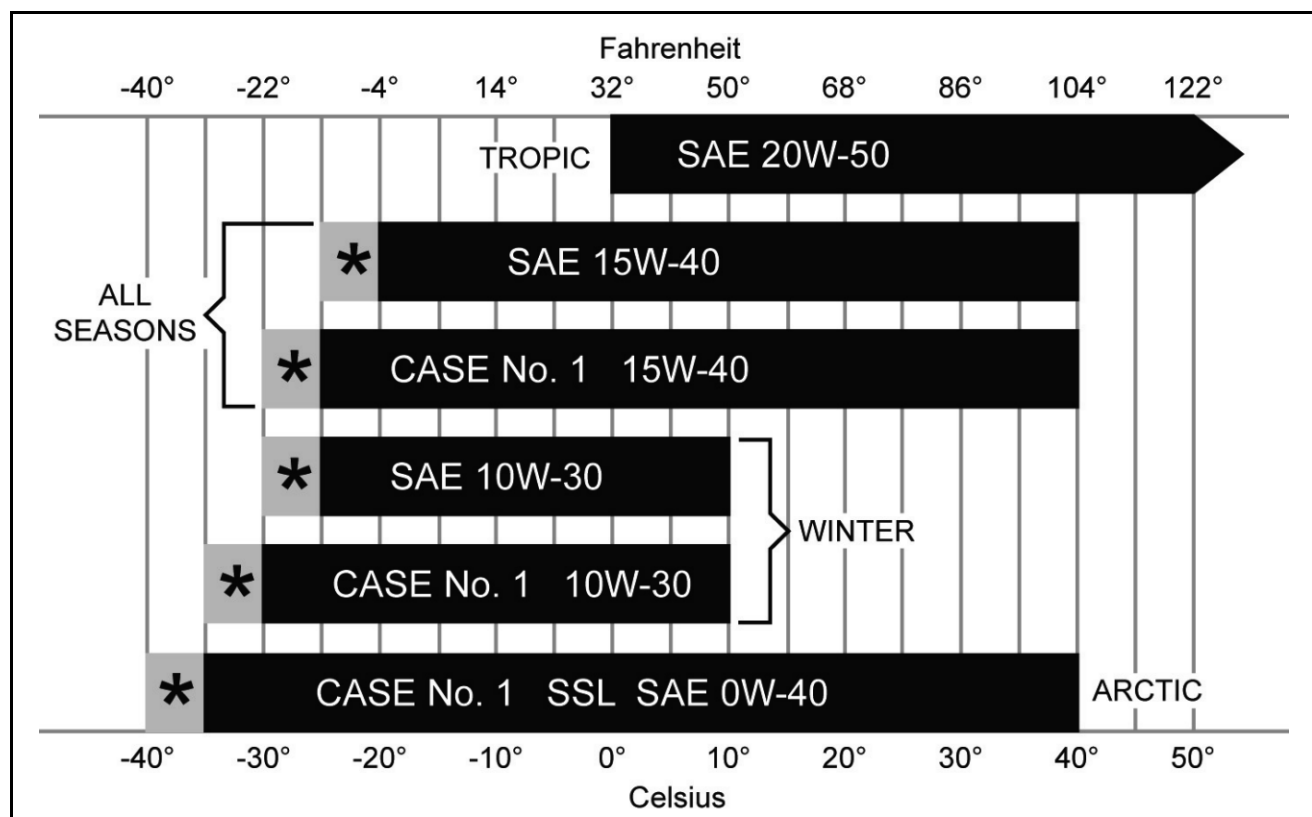 Fahrenheit
-40° -22° -4° 14° 32° 50° 68° 86° 104° 122°
TROPIC SAE 20W-50
* SAE 15W-40
ALL
SEASONS
* CASE No. 1 15W-40
* SAE 10W-30
WINTER
* CASE No. 1 10W-30
* CASE No. 1 SSL SAE 0W-40 ARCTIC
-40° -30° -20° -10° 0° 10° 20° 30° 40° 50°
Celsius